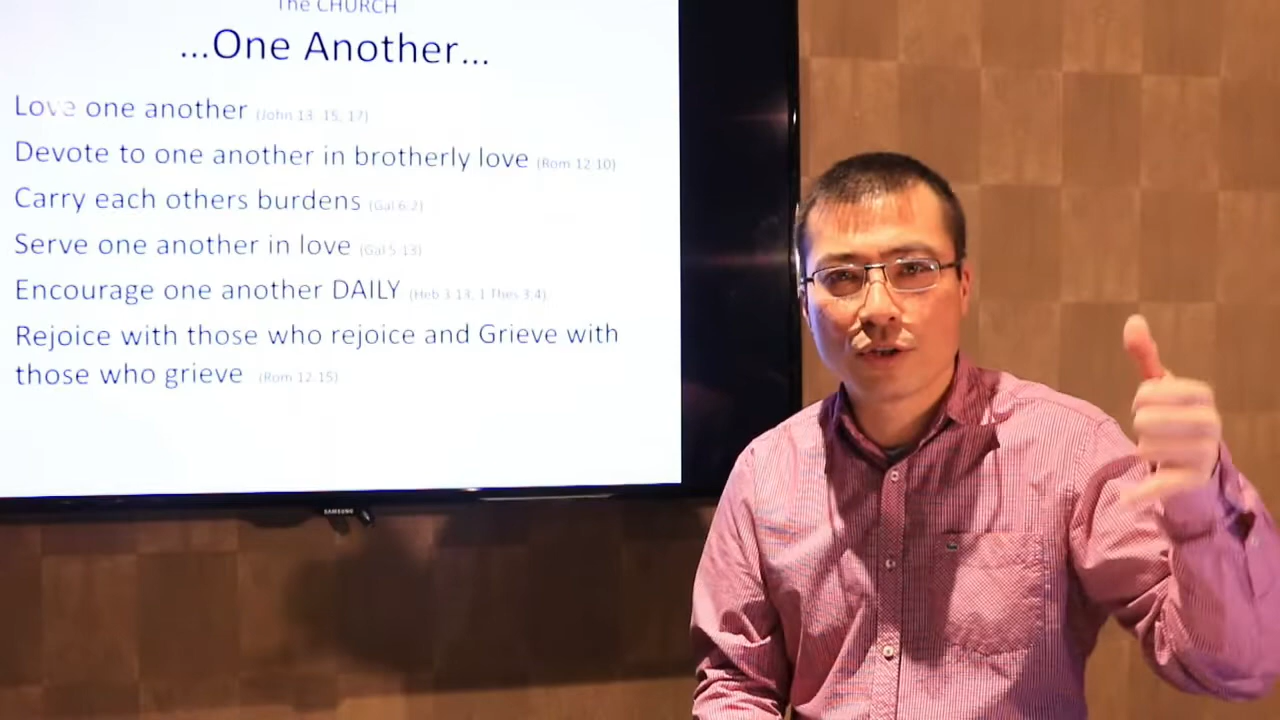 The CHURCH
...One Another...
Love one another (John 13, 15, 17)
Devote to one another in brotherly love (Rom 12:10)
Carry each others burdens (Gal 6:2)
Serve one another in love (Gal 5:13)
Encourage one another DAILY (Heb 3:13, 1 Thes 3:4)
Rejoice with those who rejoice and Grieve with
those who grieve (Rom 12:15)
SAMSUNG